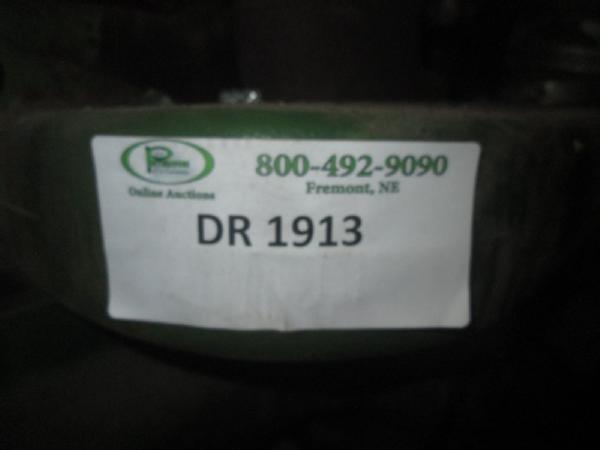 800-492-9090
Fremont, NE
Online Auctions
DR 1913